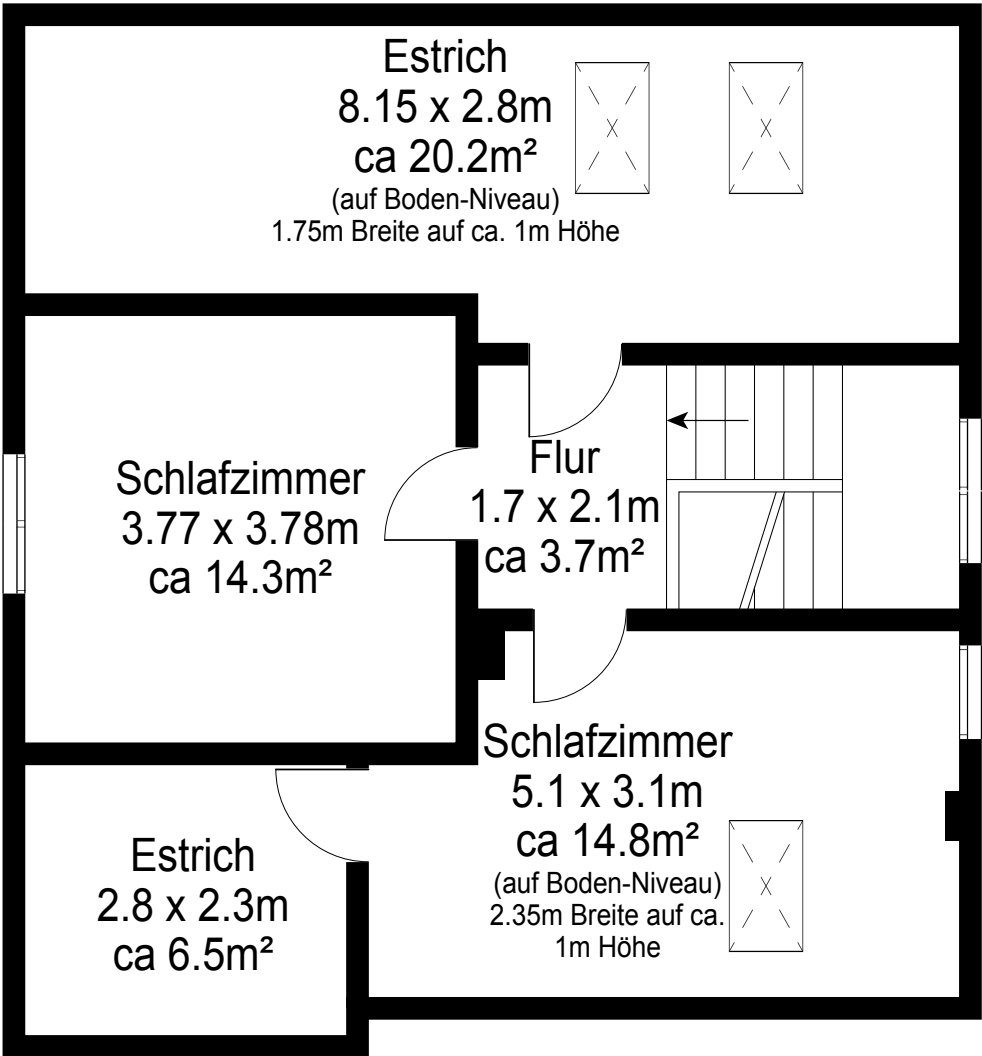 Estrich
8.15 x 2.8m
ca 20.2m²
(auf Boden-Niveau)
1.75m Breite auf ca. 1m Höhe
Schlafzimmer
3.77 x 3.78m
ca 14.3m²
Flur
1.7 x 2.1m
ca 3.7m²
Schlafzimmer
5.1 x 3.1m
ca 14.8m²
(auf Boden-Niveau)
2.35m Breite auf ca.
1m Höhe
Estrich
2.8 x 2.3m
ca 6.5m²